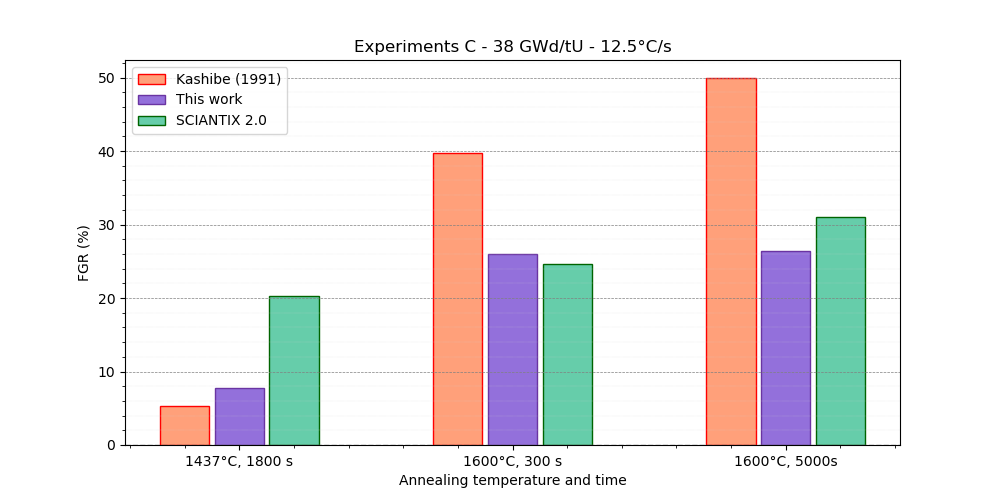 Experiments C - 38 GWd/tU - 12.5°C/s
Kashibe (1991)
This work
SCIANTIX 2.0
FGR (%)
50
40
30
20
10
0
1437°C, 1800 s
1600°C, 300 s
1600°C, 5000s
Annealing temperature and time